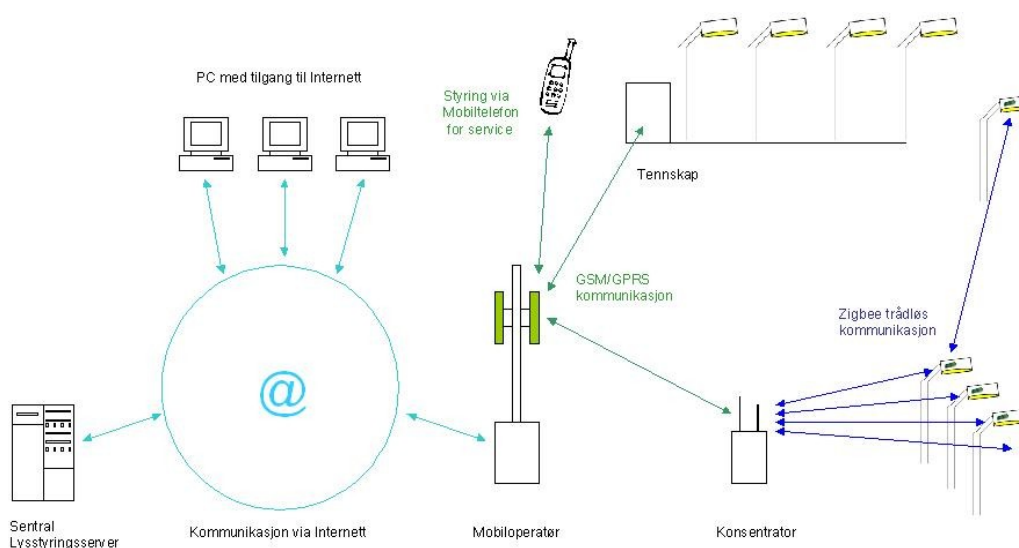 PC med tilgang til Internett
Styring via
Mobiltelefon
for service
Tennskap
GSM/GPRS
kommunikasjon
Zigbee trådløs
kommunikasjon
@
Sentral
Lysstyringsserver
Kommunikasjon via Internett
Mobiloperatør
Konsentrator